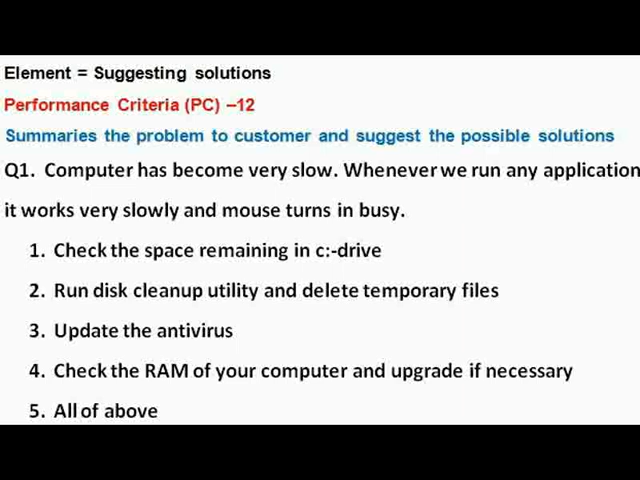 Element = Suggesting solutions
Performance Criteria (PC) –12
Summaries the problem to customer and suggest the possible solutions
Q1. Computer has become very slow. Whenever we run any application
it works very slowly and mouse turns in busy.
1. Check the space remaining in c:-drive
2. Run disk cleanup utility and delete temporary files
3. Update the antivirus
4. Check the RAM of your computer and upgrade if necessary
5. All of above